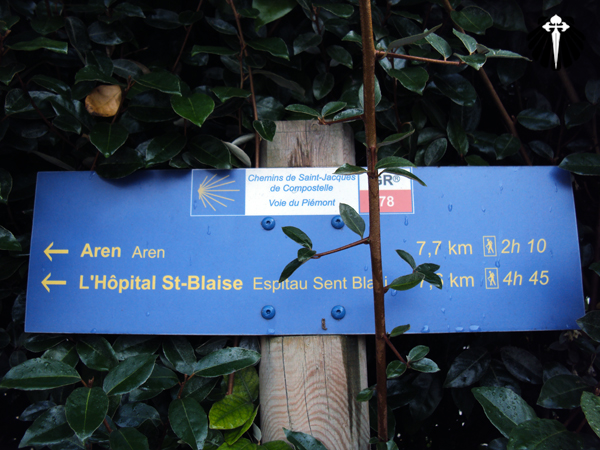 Chemins de Saint-Jacques
de Compostelle
Voie du Piémont
GR®
78
Aren Aren 7,7 km 2h 10
L'Hôpital St-Blaise Espitau Sent km 4h 45